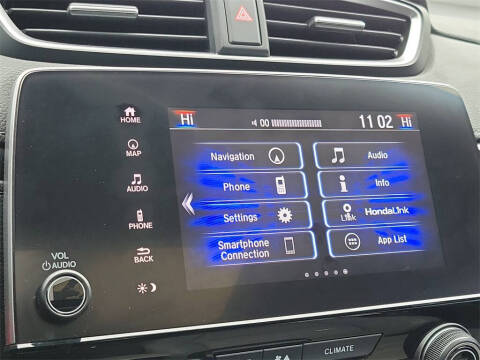 HOME
MAP
AUDIO
PHONE
BACK
VOL
AUDIO
Hi
00
11 02
Hi
Navigation
Audio
Phone
Info
Settings
Link
HondaLink
Smartphone
Connection
App List
CLIMATE